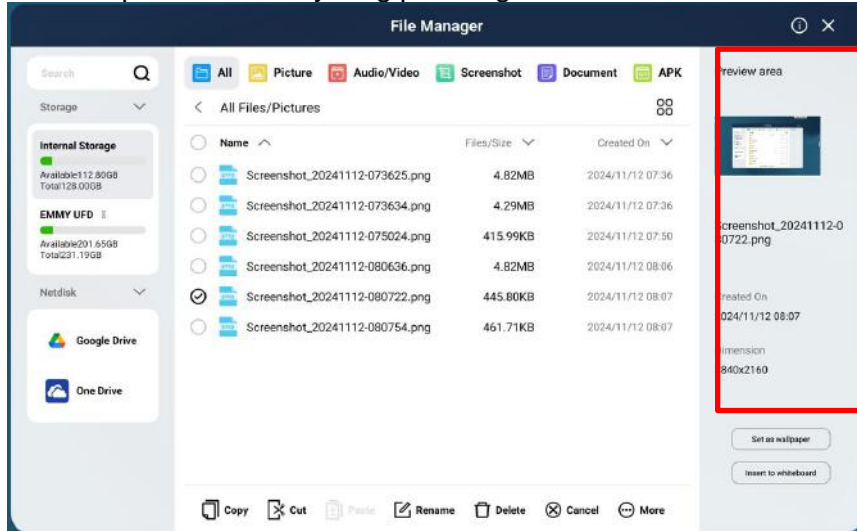 File Manager
Search
Storage
Internal Storage
Available112.80GB
Total128.00GB
EMMY UFD
Available201.65GB
Total231.19GB
Netdisk
Google Drive
One Drive
All Picture Audio/Video Screenshot Document APK
All Files/Pictures
Name Files/Size Created On
Screenshot_20241112-073625.png 4.82MB 2024/11/12 07:36
Screenshot_20241112-073634.png 4.29MB 2024/11/12 07:36
Screenshot_20241112-075024.png 415.99KB 2024/11/12 07:50
Screenshot_20241112-080636.png 4.82MB 2024/11/12 08:06
Screenshot_20241112-080722.png 445.80KB 2024/11/12 08:07
Screenshot_20241112-080754.png 461.71KB 2024/11/12 08:07
Copy Cut Paste Rename Delete Cancel More
Preview area
Screenshot_20241112-0
80722.png
Created On
2024/11/12 08:07
Dimension
3840x2160
Set as wallpaper
Insert to whiteboard